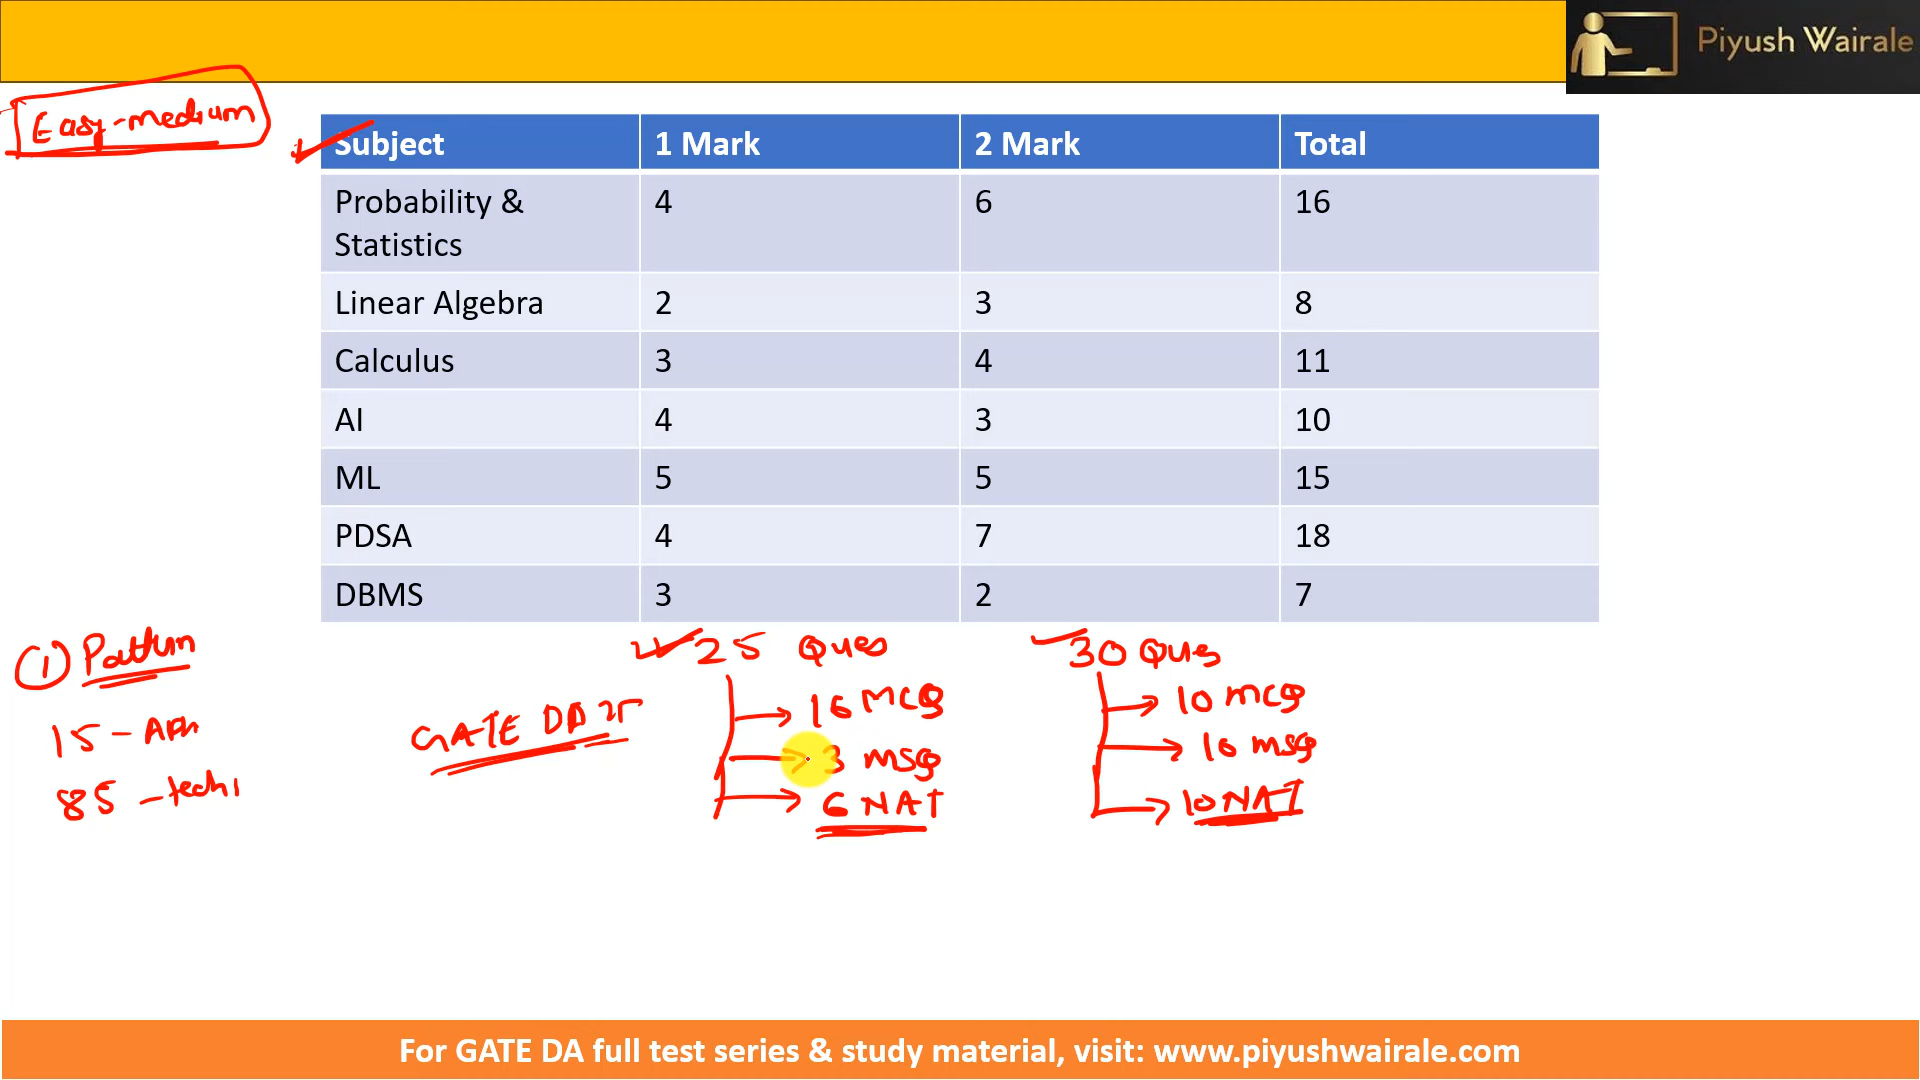 Piyush Wairale
Easy-medium
Subject 1 Mark 2 Mark Total
Probability & Statistics 4 6 16
Linear Algebra 2 3 8
Calculus 3 4 11
AI 4 3 10
ML 5 5 15
PDSA 4 7 18
DBMS 3 2 7
① Pattern
15 - Apti
85 - tech
GATE DA 25
25 Ques
16 MCQ
3 MSQ
6 NAT
30 Ques
10 MCQ
10 MSQ
10 NAT
For GATE DA full test series & study material, visit: www.piyushwairale.com